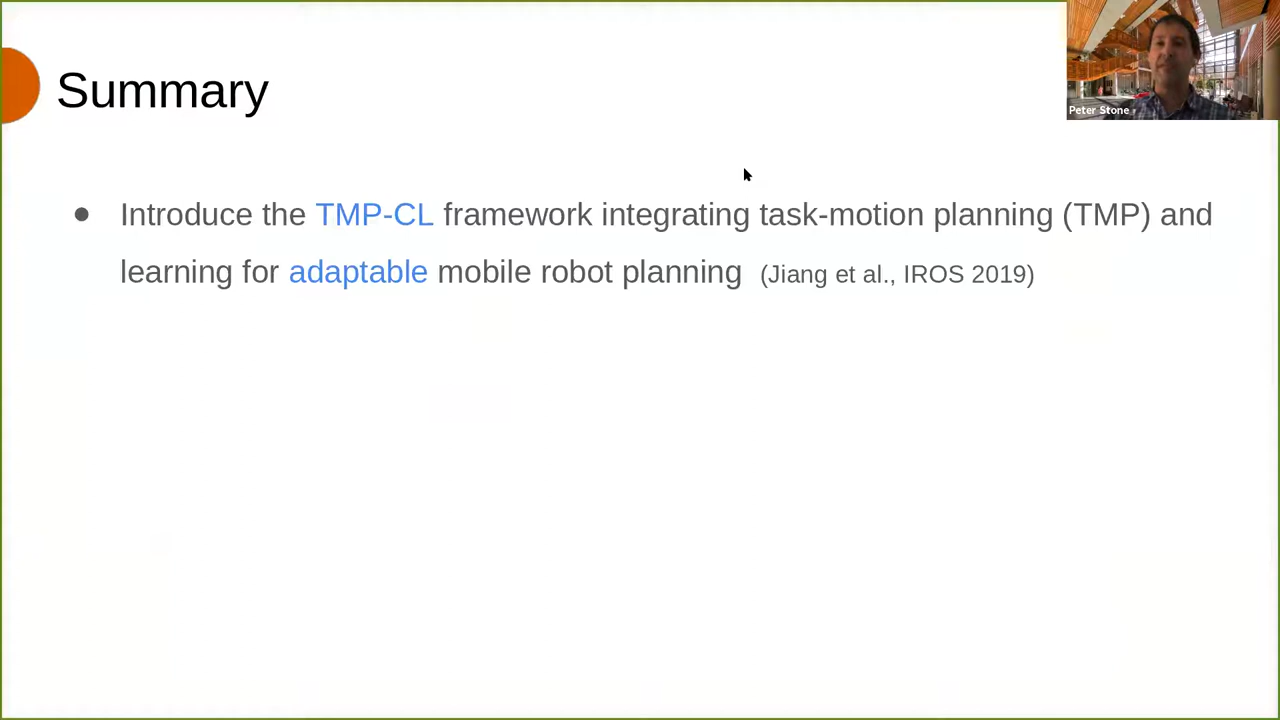 Summary
Peter Stone
● Introduce the TMP-CL framework integrating task-motion planning (TMP) and
learning for adaptable mobile robot planning (Jiang et al., IROS 2019)